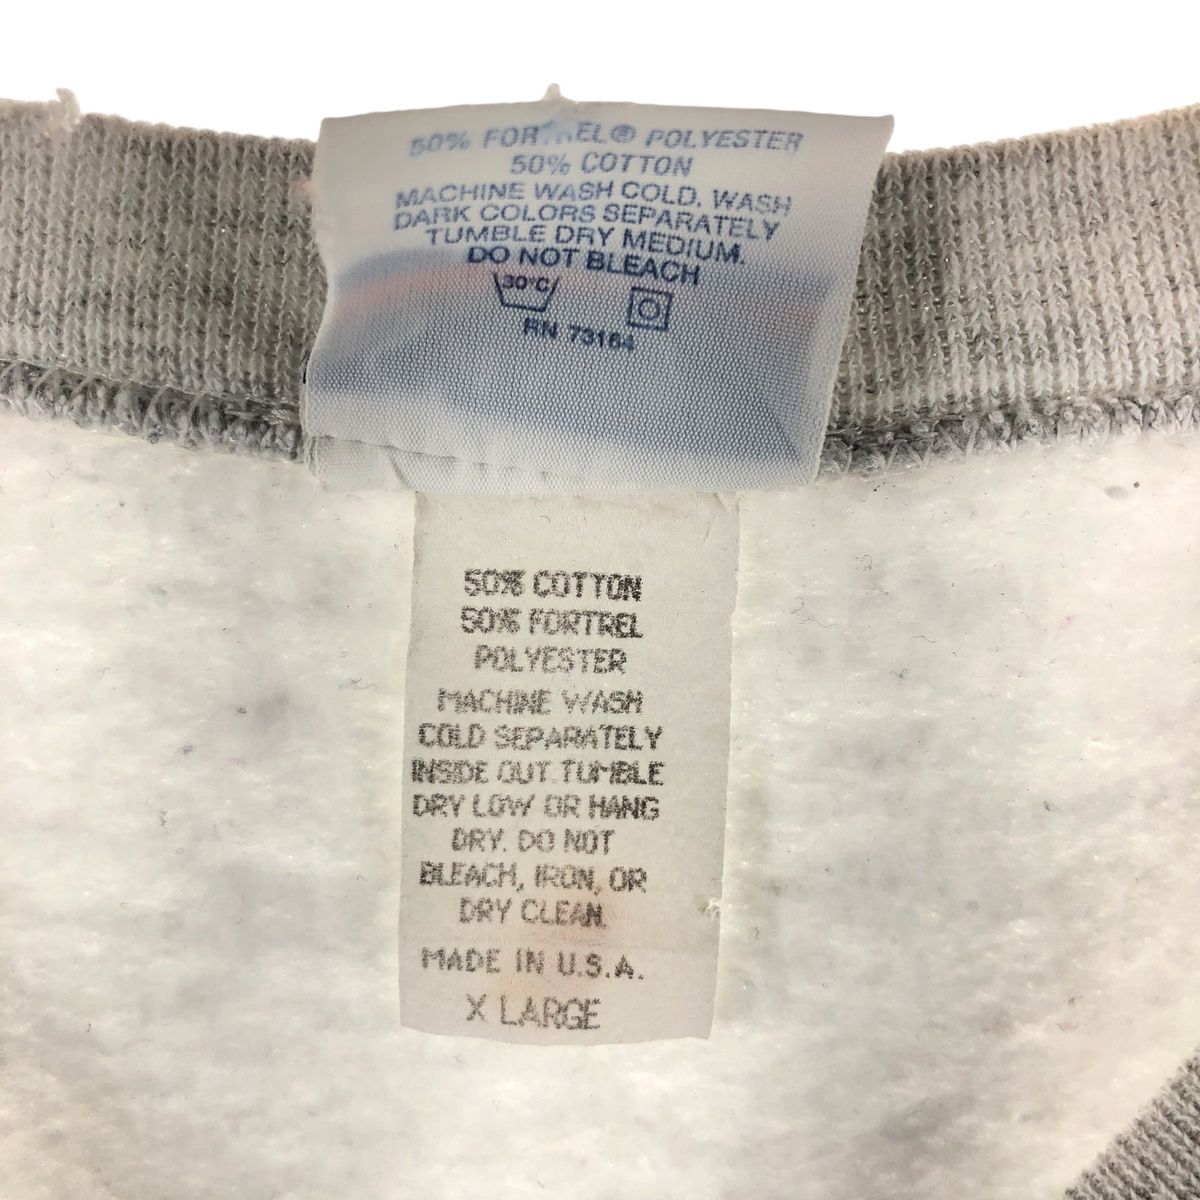 50% FORTREL® POLYESTER
50% COTTON
MACHINE WASH COLD. WASH
DARK COLORS SEPARATELY
TUMBLE DRY MEDIUM.
DO NOT BLEACH
30°C
RN 73164
50% COTTON
50% FORTREL
POLYESTER
MACHINE WASH
COLD SEPARATELY
INSIDE OUT. TUMBLE
DRY LOW OR HANG
DRY. DO NOT
BLEACH, IRON, OR
DRY CLEAN.
MADE IN U.S.A.
X LARGE